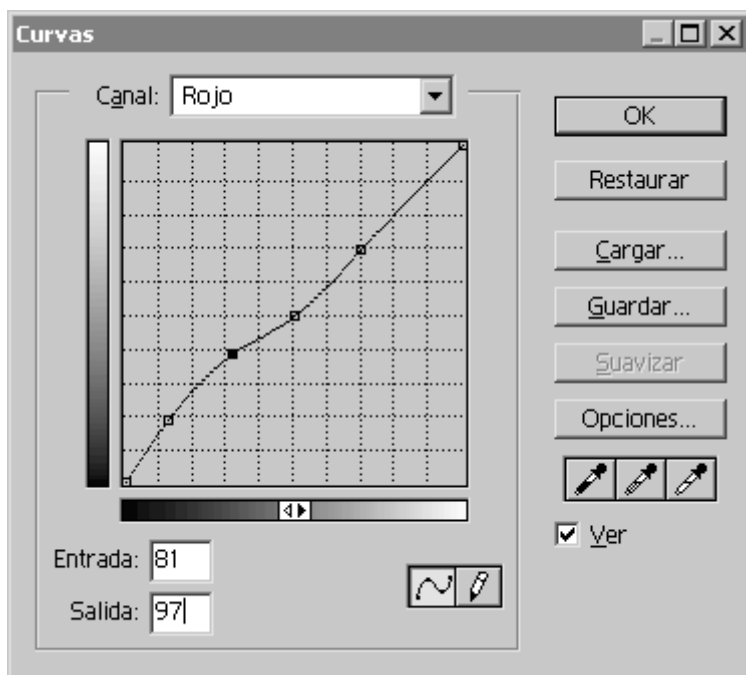 Curvas
Canal: Rojo
OK
Restaurar
Cargar...
Guardar...
Suavizar
Opciones...
Ver
Entrada: 81
Salida: 97